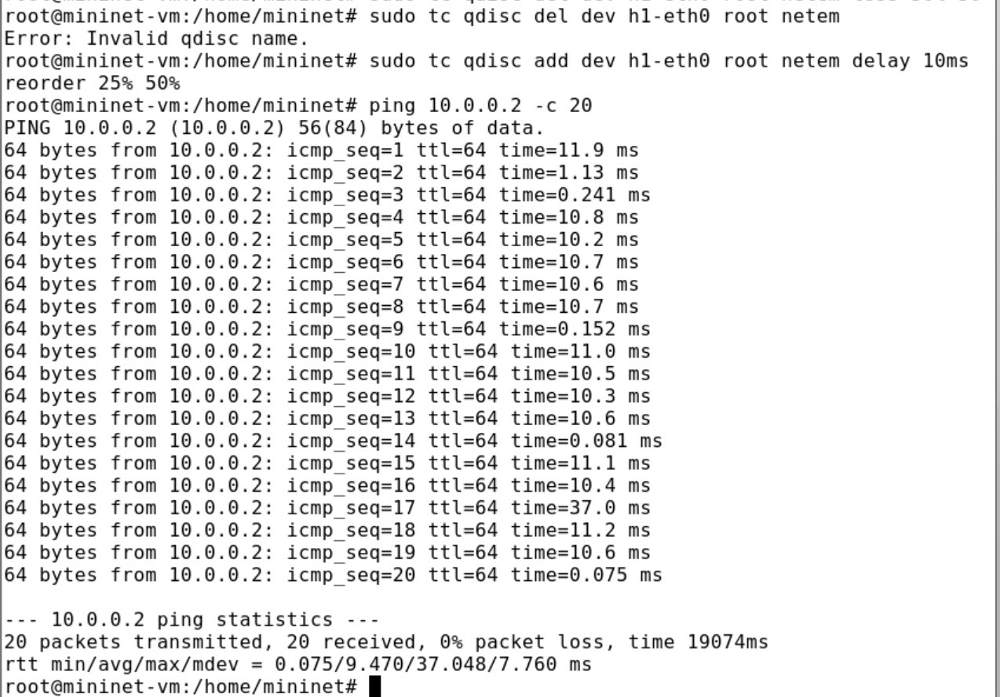 root@mininet-vm:/home/mininet# sudo tc qdisc del dev h1-eth0 root netem
Error: Invalid qdisc name.
root@mininet-vm:/home/mininet# sudo tc qdisc add dev h1-eth0 root netem delay 10ms
reorder 25% 50%
root@mininet-vm:/home/mininet# ping 10.0.0.2 -c 20
PING 10.0.0.2 (10.0.0.2) 56(84) bytes of data.
64 bytes from 10.0.0.2: icmp_seq=1 ttl=64 time=11.9 ms
64 bytes from 10.0.0.2: icmp_seq=2 ttl=64 time=1.13 ms
64 bytes from 10.0.0.2: icmp_seq=3 ttl=64 time=0.241 ms
64 bytes from 10.0.0.2: icmp_seq=4 ttl=64 time=10.8 ms
64 bytes from 10.0.0.2: icmp_seq=5 ttl=64 time=10.2 ms
64 bytes from 10.0.0.2: icmp_seq=6 ttl=64 time=10.7 ms
64 bytes from 10.0.0.2: icmp_seq=7 ttl=64 time=10.6 ms
64 bytes from 10.0.0.2: icmp_seq=8 ttl=64 time=10.7 ms
64 bytes from 10.0.0.2: icmp_seq=9 ttl=64 time=0.152 ms
64 bytes from 10.0.0.2: icmp_seq=10 ttl=64 time=11.0 ms
64 bytes from 10.0.0.2: icmp_seq=11 ttl=64 time=10.5 ms
64 bytes from 10.0.0.2: icmp_seq=12 ttl=64 time=10.3 ms
64 bytes from 10.0.0.2: icmp_seq=13 ttl=64 time=10.6 ms
64 bytes from 10.0.0.2: icmp_seq=14 ttl=64 time=0.081 ms
64 bytes from 10.0.0.2: icmp_seq=15 ttl=64 time=11.1 ms
64 bytes from 10.0.0.2: icmp_seq=16 ttl=64 time=10.4 ms
64 bytes from 10.0.0.2: icmp_seq=17 ttl=64 time=37.0 ms
64 bytes from 10.0.0.2: icmp_seq=18 ttl=64 time=11.2 ms
64 bytes from 10.0.0.2: icmp_seq=19 ttl=64 time=10.6 ms
64 bytes from 10.0.0.2: icmp_seq=20 ttl=64 time=0.075 ms
--- 10.0.0.2 ping statistics ---
20 packets transmitted, 20 received, 0% packet loss, time 19074ms
rtt min/avg/max/mdev = 0.075/9.470/37.048/7.760 ms
root@mininet-vm:/home/mininet#